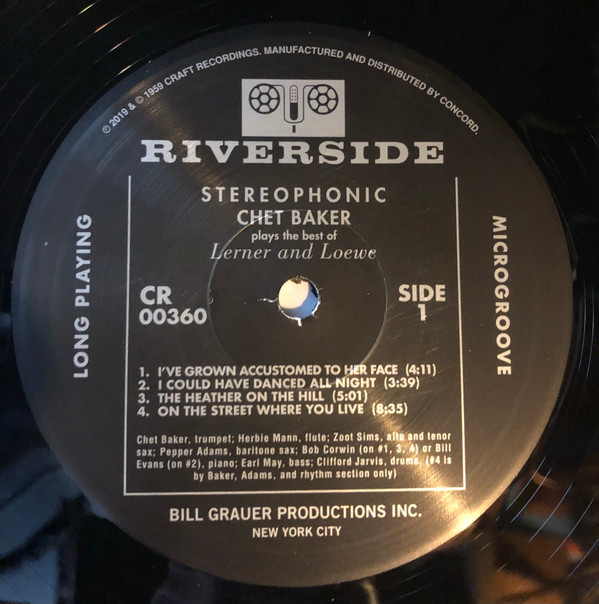 ℗ 2019 & © 1959 CRAFT RECORDINGS. MANUFACTURED AND DISTRIBUTED BY CONCORD.
RIVERSIDE
STEREOPHONIC
CHET BAKER
plays the best of
Lerner and Loewe
LONG PLAYING
MICROGROOVE
CR
00360
SIDE
1
1. I'VE GROWN ACCUSTOMED TO HER FACE (4:11)
2. I COULD HAVE DANCED ALL NIGHT (3:39)
3. THE HEATHER ON THE HILL (5:01)
4. ON THE STREET WHERE YOU LIVE (8:35)
Chet Baker, trumpet; Herbie Mann, flute; Zoot Sims, alto and tenor
sax; Pepper Adams, baritone sax; Bob Corwin (on #1, 3, 4) or Bill
Evans (on #2), piano; Earl May, bass; Clifford Jarvis, drums. (#4 is
by Baker, Adams, and rhythm section only)
BILL GRAUER PRODUCTIONS INC.
NEW YORK CITY